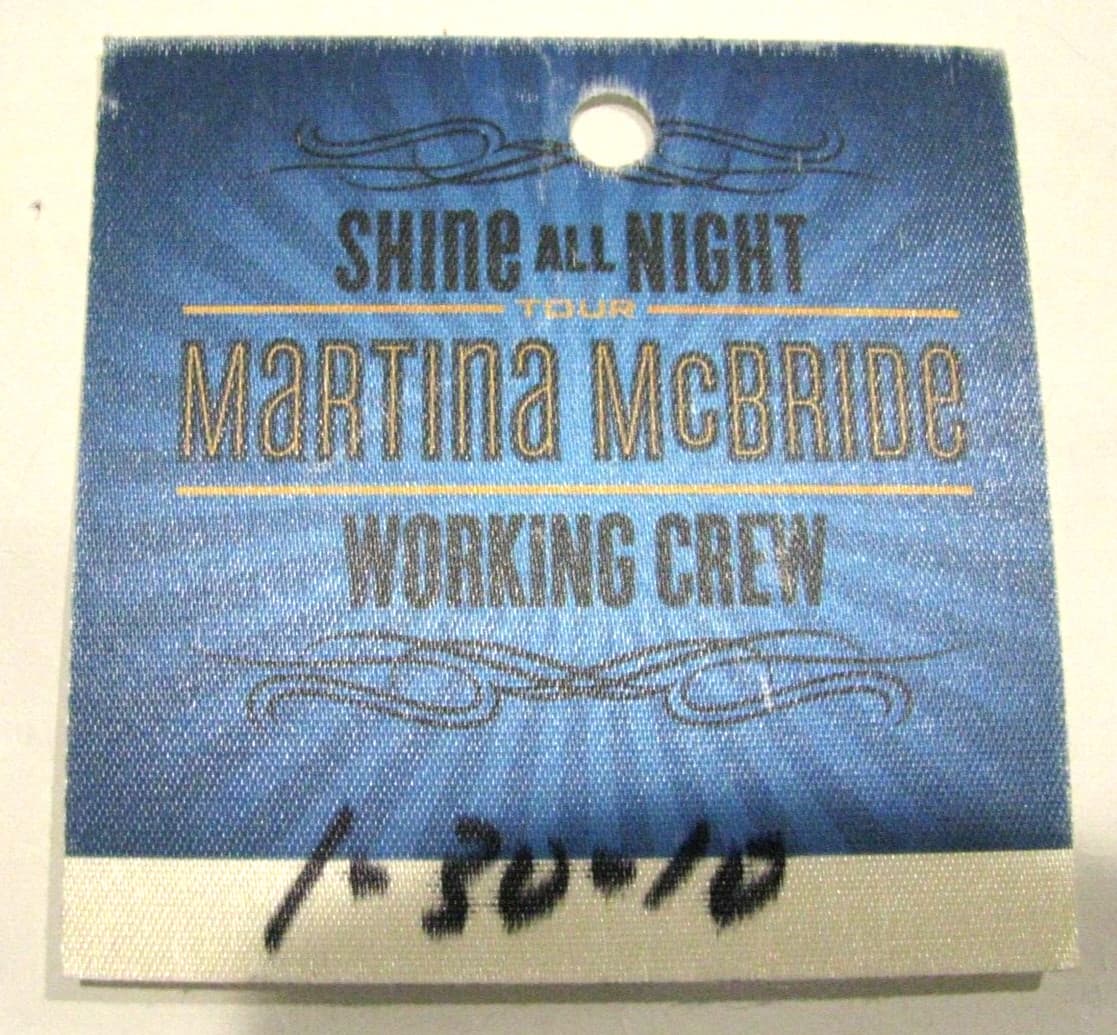 SHINE ALL NIGHT
TOUR
MARTINA McBRIDE
WORKING CREW
1-30-10